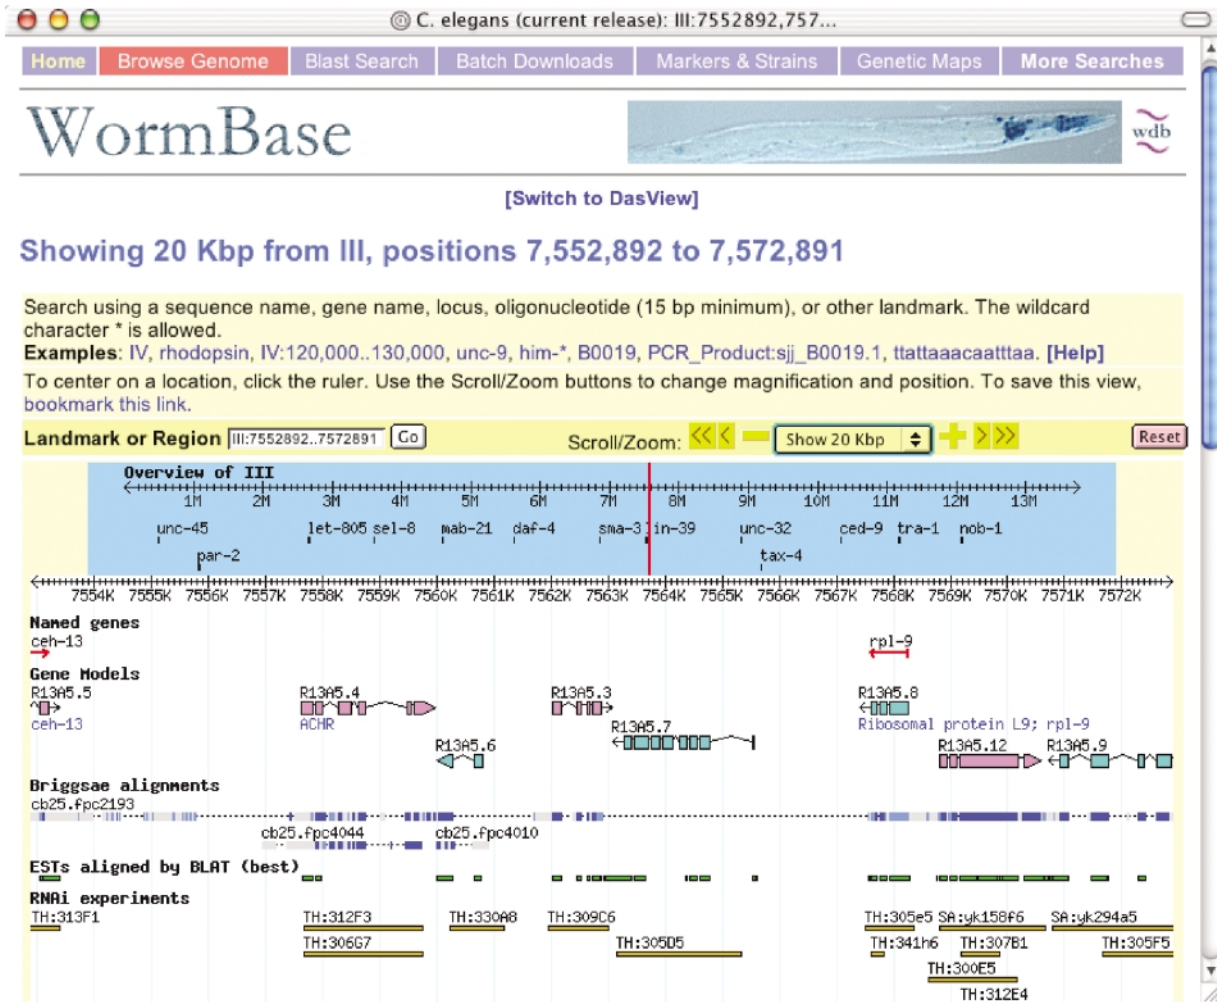 @ C. elegans (current release): III:7552892,757...
Home Browse Genome Blast Search Batch Downloads Markers & Strains Genetic Maps More Searches
WormBase
wdb
[Switch to DasView]
Showing 20 Kbp from III, positions 7,552,892 to 7,572,891
Search using a sequence name, gene name, locus, oligonucleotide (15 bp minimum), or other landmark. The wildcard
character * is allowed.
Examples: IV, rhodopsin, IV:120,000..130,000, unc-9, him-*, B0019, PCR_Product:sjj_B0019.1, ttattaaacaatttaa. [Help]
To center on a location, click the ruler. Use the Scroll/Zoom buttons to change magnification and position. To save this view,
bookmark this link.
Landmark or Region III:7552892..7572891 Go Scroll/Zoom: << < Show 20 Kbp > >> Reset
Overview of III
1M 2M 3M 4M 5M 6M 7M 8M 9M 10M 11M 12M 13M
unc-45 let-805 sel-8 mab-21 daf-4 sma-3 lin-39 unc-32 ced-9 tra-1 nob-1
par-2 tax-4
7554K 7555K 7556K 7557K 7558K 7559K 7560K 7561K 7562K 7563K 7564K 7565K 7566K 7567K 7568K 7569K 7570K 7571K 7572K
Named genes
ceh-13 rpl-9
Gene Models
R13A5.5 R13A5.4 R13A5.3 R13A5.8
ceh-13 ACHR R13A5.7 Ribosomal protein L9; rpl-9
R13A5.6 R13A5.12 R13A5.9
Briggsae alignments
cb25.fpc2193
cb25.fpc4044 cb25.fpc4010
ESTs aligned by BLAT (best)
RNAi experiments
TH:313F1 TH:312F3 TH:330A8 TH:309C6 TH:305e5 SA:yk158f6 SA:yk294a5
TH:306G7 TH:305D5 TH:341h6 TH:307B1 TH:305F5
TH:300E5
TH:312E4